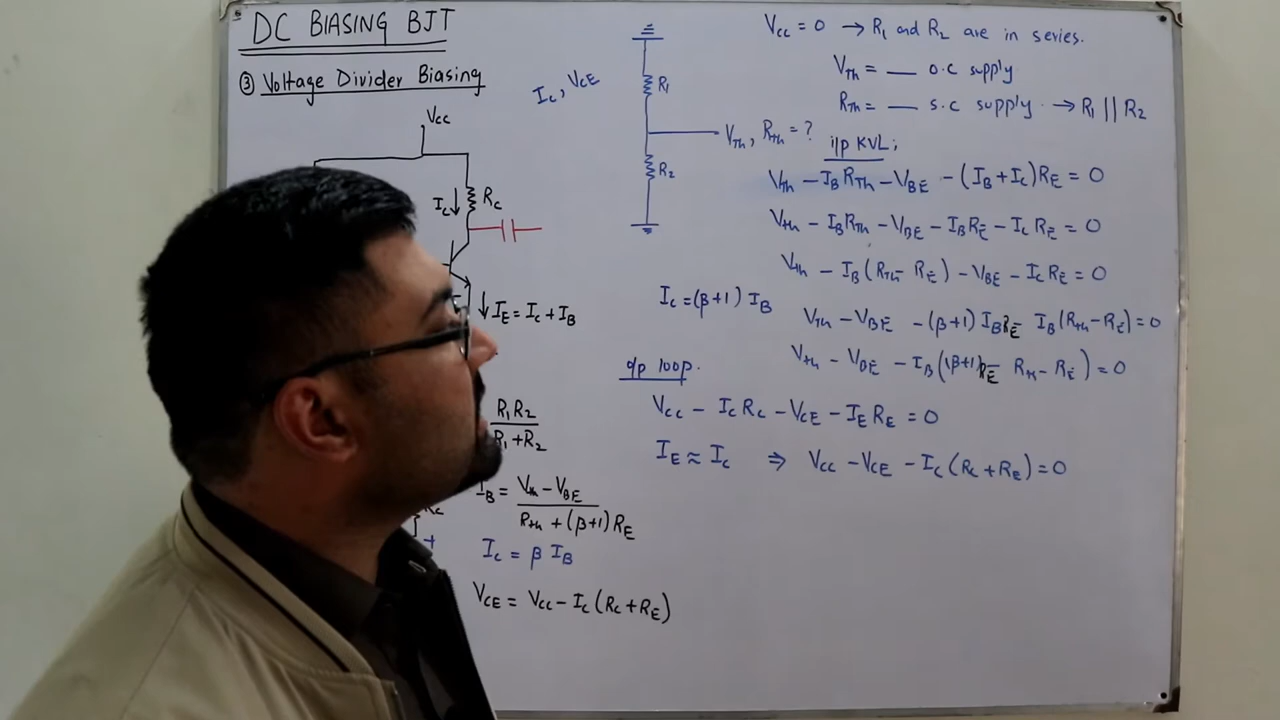 DC BIASING BJT
③ Voltage Divider Biasing
Vcc
Ic↓ Rc
↓ IE = Ic + IB
R1R2
R1+R2
IB = Vth - VBE
Rth + (β+1) RE
Rc
+
Ic = β IB
VCE = Vcc - Ic (Rc + RE)
Ic, VCE
R1
VTh, Rth = ?
R2
Vcc = 0 → R1 and R2 are in series.
VTh = __ o.c supply
RTh = __ s.c supply → R1 || R2
i/p KVL;
VTh - IB RTh - VBE - (IB + Ic) RE = 0
Vth - IB RTh - VBE - IB RE - Ic RE = 0
Vth - IB (RTh - RE) - VBE - Ic RE = 0
Ic = (β+1) IB
VTh - VBE - (β+1) IB RE IB (RTh - RE) = 0
Vth - VBE - IB ((β+1) RE RTh - RE) = 0
o/p loop.
Vcc - Ic Rc - VCE - IE RE = 0
IE ≈ Ic ⇒ Vcc - VCE - Ic (Rc + RE) = 0